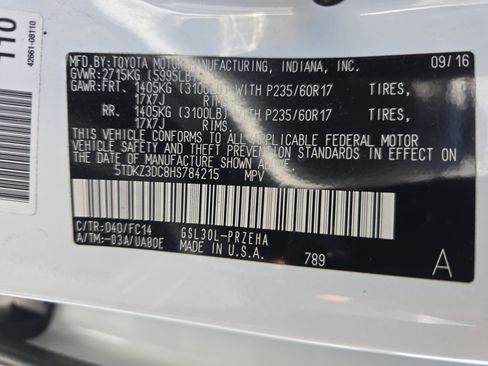 110
42661-08110
MFD.BY:TOYOTA MOTOR MANUFACTURING, INDIANA, INC. 09/16
GVWR: 2715KG (5995LB)
GAWR:FRT. 1405KG (3100LB) WITH P235/60R17 TIRES,
17X7J RIMS,
RR. 1405KG (3100LB) WITH P235/60R17 TIRES,
17X7J RIMS,
THIS VEHICLE CONFORMS TO ALL APPLICABLE FEDERAL MOTOR
VEHICLE SAFETY AND THEFT PREVENTION STANDARDS IN EFFECT ON
THE DATE OF MANUFACTURE SHOWN ABOVE.
5TDKZ3DC8HS784215 MPV
C/TR:040/FC14 GSL30L-PRZEHA
A/TM:-03A/UA80E MADE IN U.S.A. 789 A